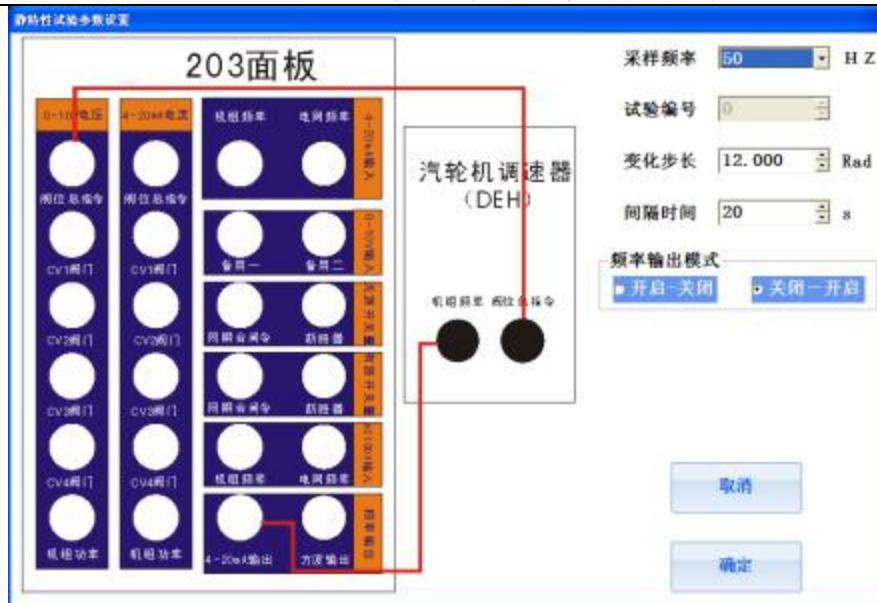 静特性试验参数设置
203面板
0-10V电压
4-20mA电流
机组频率
电网频率
4-20mA输入
阀位总指令
阀位总指令
CV1阀门
CV1阀门
备用一
备用二
0-10V输入
CV2阀门
CV2阀门
同期合闸令
断路器
CV3阀门
CV3阀门
同期合闸令
断路器
CV4阀门
CV4阀门
机组频率
电网频率
机组功率
机组功率
4-20mA输出
方波输出
频率输出
汽轮机调速器
(DEH)
机组频率 阀位总指令
采样频率 50 HZ
试验编号 0
变化步长 12.000 Rad
间隔时间 20 s
频率输出模式
开启-关闭 关闭-开启
取消
确定